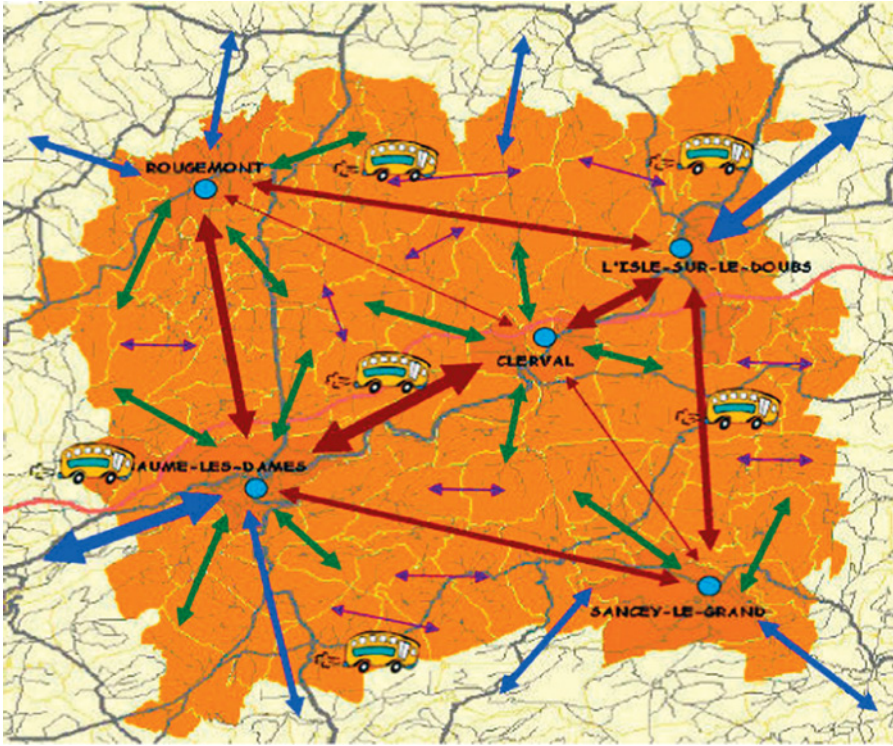 ROUGEMONT
L'ISLE-SUR-LE-DOUBS
CLERVAL
AUME-LES-DAMES
SANCEY-LE-GRAND